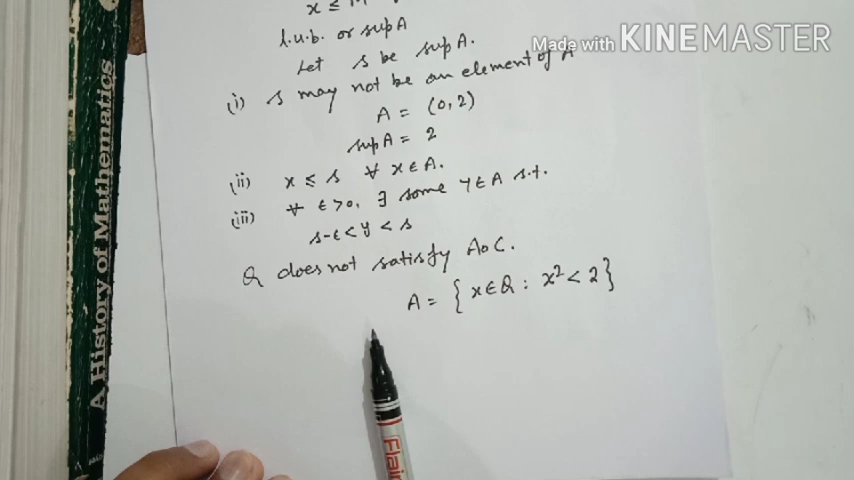 x ≤ M
l.u.b. or sup A
Let s be sup A.
(i) s may not be an element of A
A = (0, 2)
sup A = 2
(ii) x ≤ s ∀ x ∈ A.
(iii) ∀ ε > 0, ∃ some y ∈ A s.t.
s-ε < y < s
Q does not satisfy AoC.
A = { x ∈ Q : x² < 2 }
Made with KINEMASTER
A History of Mathematics
Flair